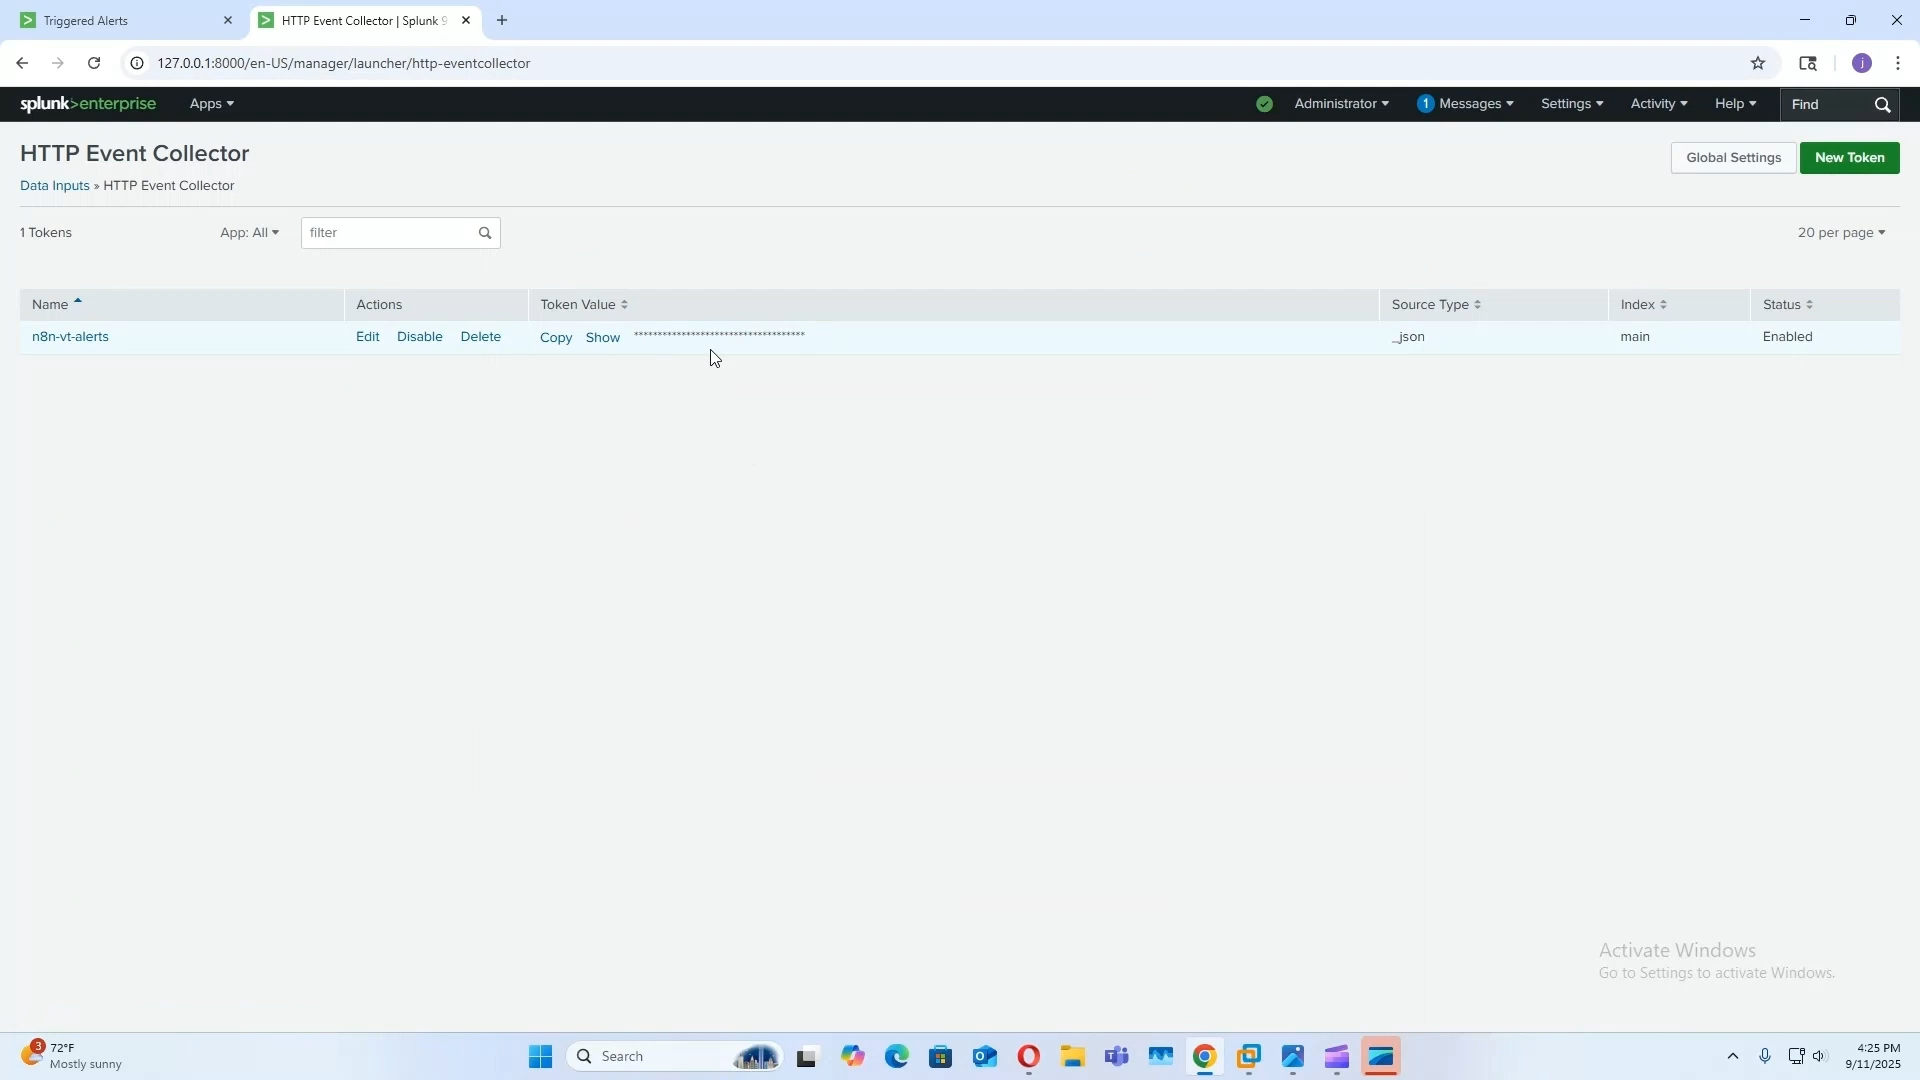 Triggered Alerts
HTTP Event Collector | Splunk 9
127.0.0.1:8000/en-US/manager/launcher/http-eventcollector
j
splunk>enterprise
Apps
Administrator
1 Messages
Settings
Activity
Help
Find
HTTP Event Collector
Global Settings
New Token
Data Inputs » HTTP Event Collector
1 Tokens
App: All
filter
20 per page
Name
Actions
Token Value
Source Type
Index
Status
n8n-vt-alerts
Edit
Disable
Delete
Copy
Show
************************************
_json
main
Enabled
Activate Windows
Go to Settings to activate Windows.
3
72°F
Mostly sunny
Search
4:25 PM
9/11/2025